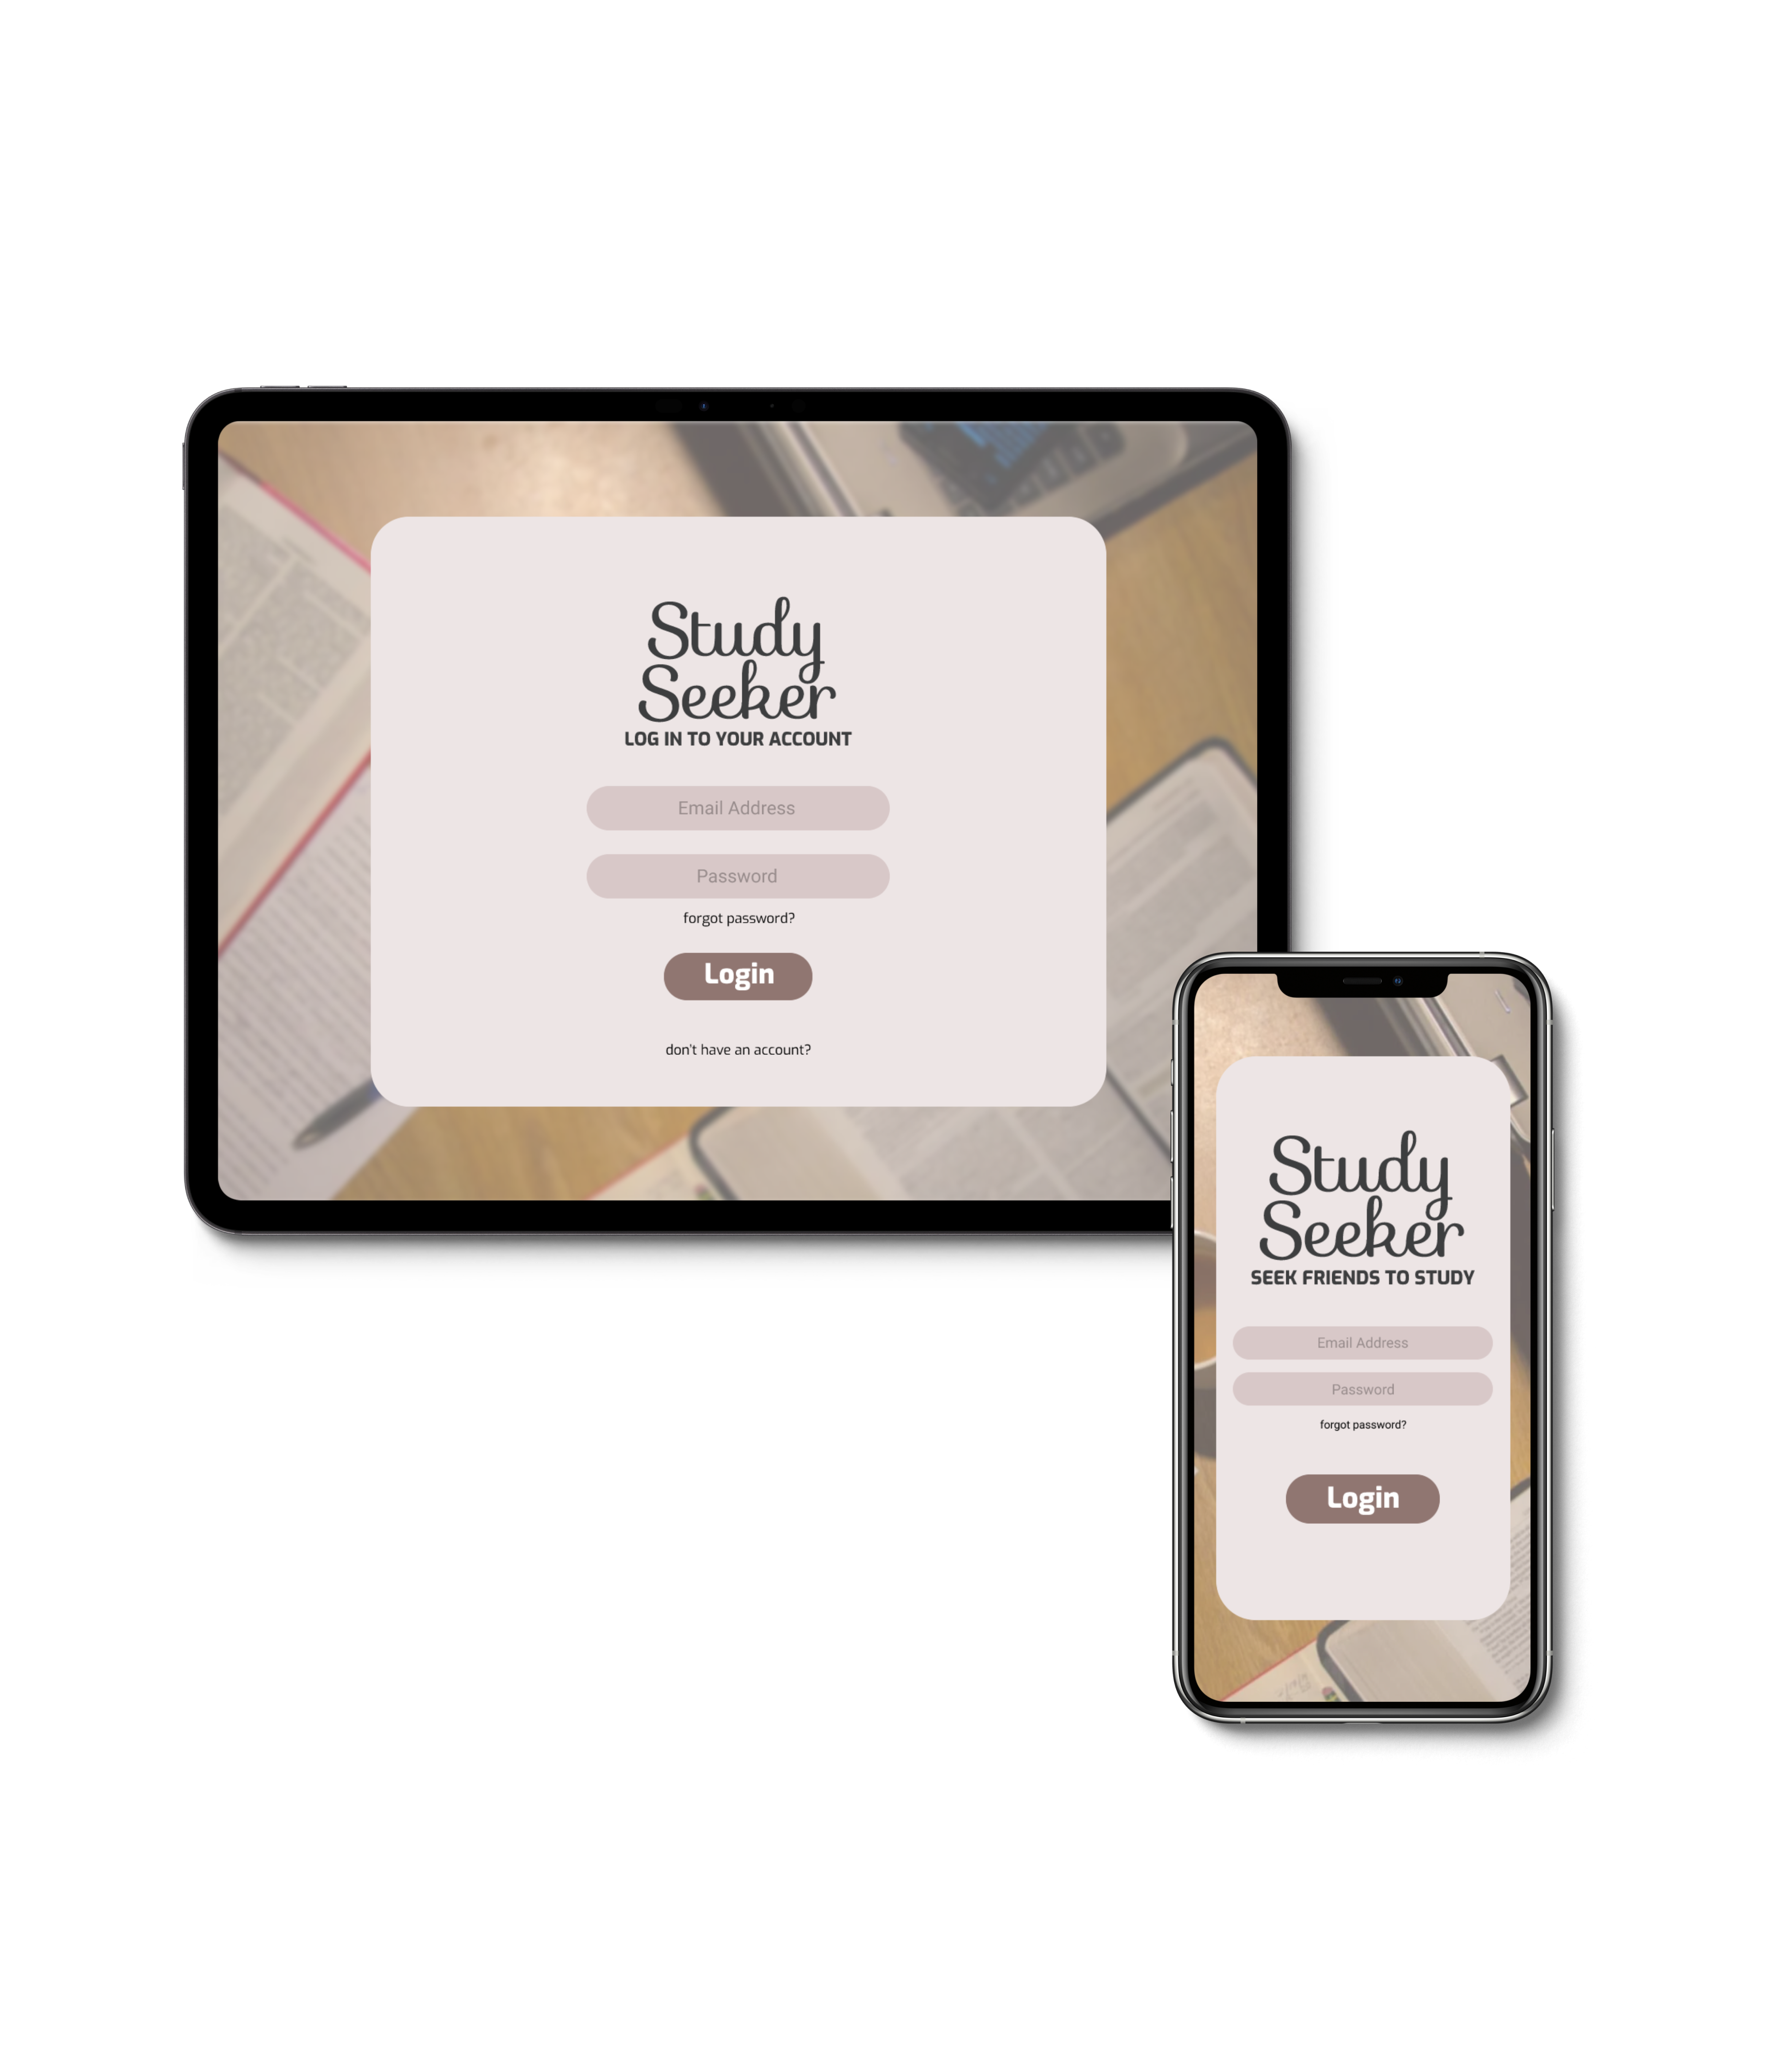 Study
Seeker
LOG IN TO YOUR ACCOUNT
Email Address
Password
forgot password?
Login
don't have an account?
Study
Seeker
SEEK FRIENDS TO STUDY
Email Address
Password
forgot password?
Login